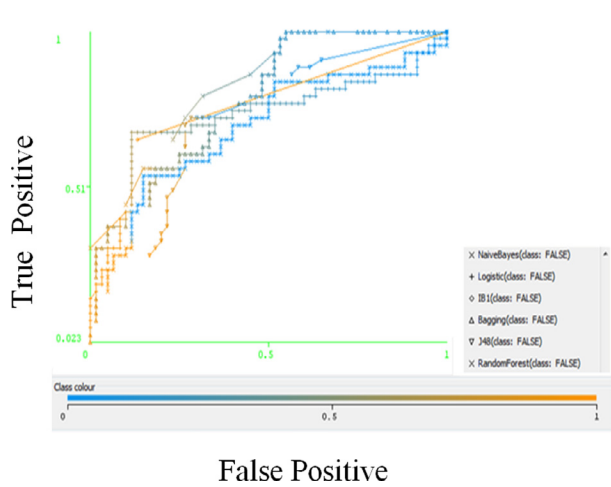 1
True Positive
0.51
0.023
0
0.5
1
× NaiveBayes(class: FALSE)
+ Logistic(class: FALSE)
◇ IB1(class: FALSE)
△ Bagging(class: FALSE)
▽ J48(class: FALSE)
× RandomForest(class: FALSE)
Class colour
0
0.5
1
False Positive